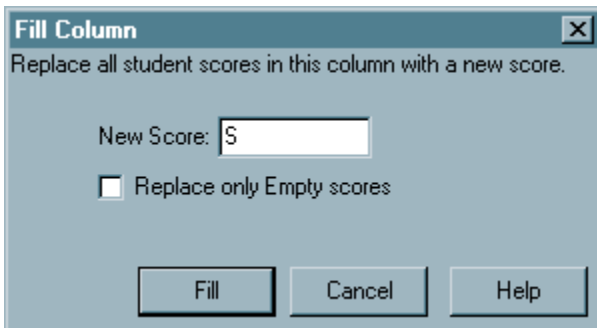 Fill Column
Replace all student scores in this column with a new score.
New Score: S
Replace only Empty scores
Fill Cancel Help